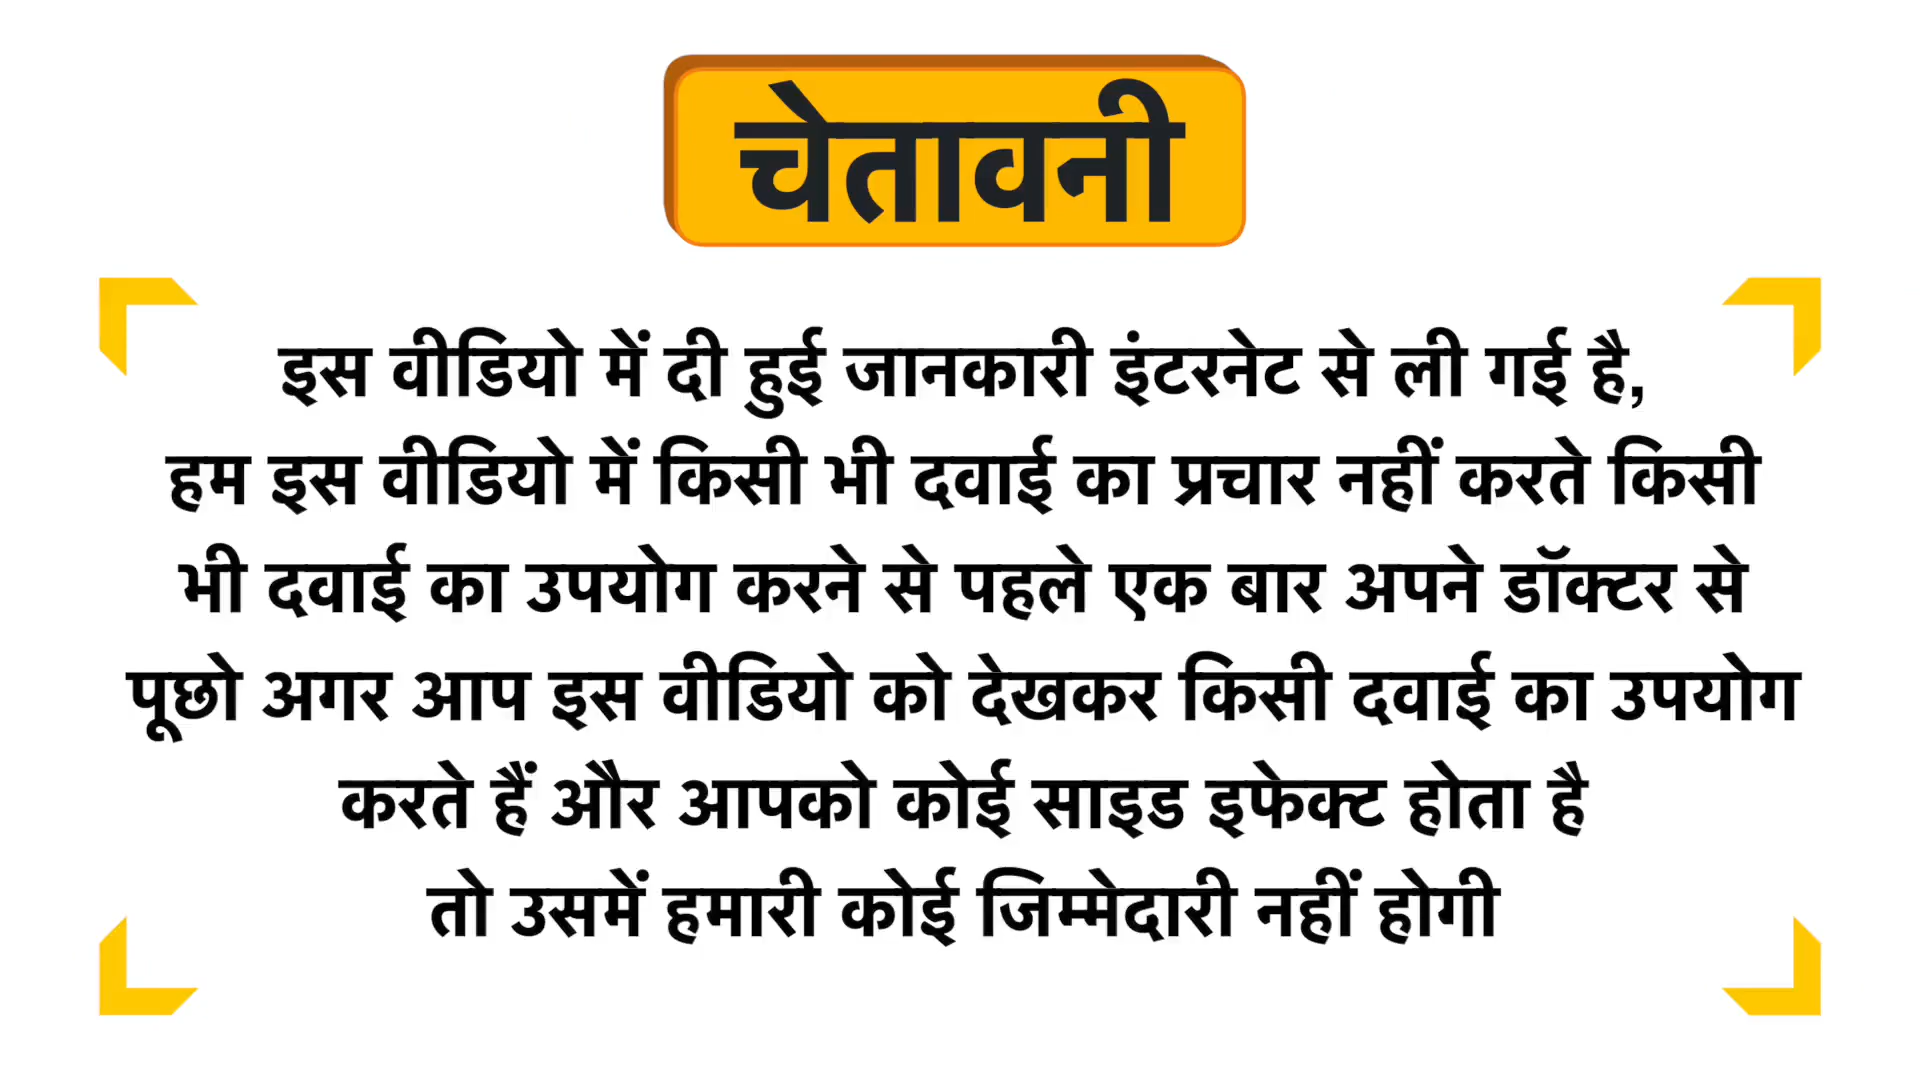 चेतावनी
इस वीडियो में दी हुई जानकारी इंटरनेट से ली गई है,
हम इस वीडियो में किसी भी दवाई का प्रचार नहीं करते किसी
भी दवाई का उपयोग करने से पहले एक बार अपने डॉक्टर से
पूछो अगर आप इस वीडियो को देखकर किसी दवाई का उपयोग
करते हैं और आपको कोई साइड इफेक्ट होता है
तो उसमें हमारी कोई जिम्मेदारी नहीं होगी